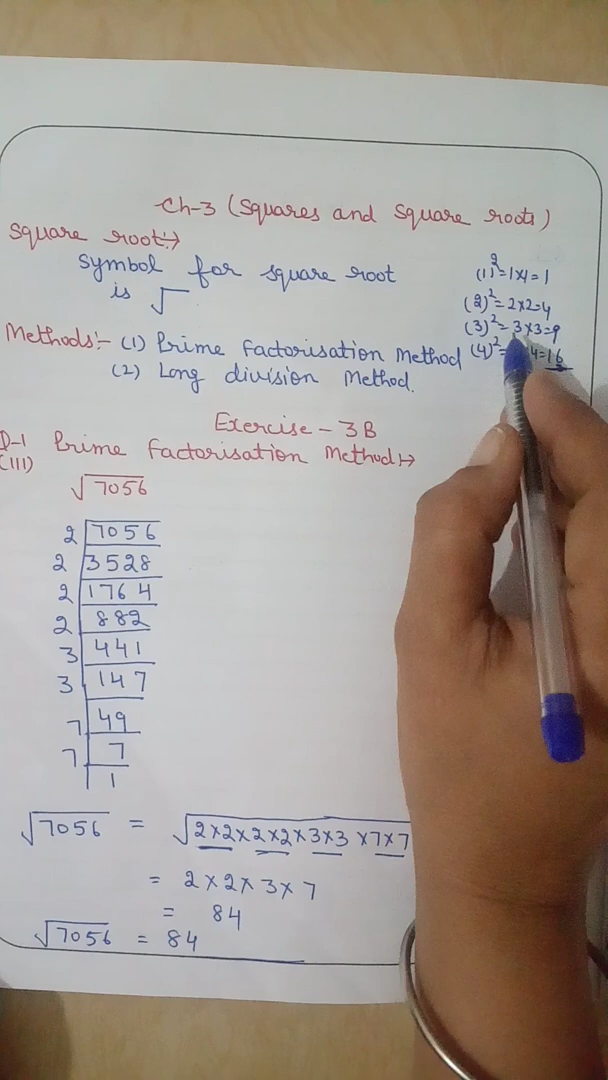 Ch-3 (Squares and Square roots)
Square root:→
Symbol for square root
is √
(1)² = 1×1 = 1
(2)² = 2×2=4
(3)² = 3×3=9
(4)² = 4=16
Methods:- (1) Prime Factorisation Method
(2) Long division Method.
Exercise - 3B
Q-1 Prime Factorisation Method:→
(III)
√7056
2 7056
2 3528
2 1764
2 882
3 441
3 147
7 49
7 7
1
√7056 = √2×2×2×2×3×3×7×7
= 2×2×3×7
= 84
√7056 = 84